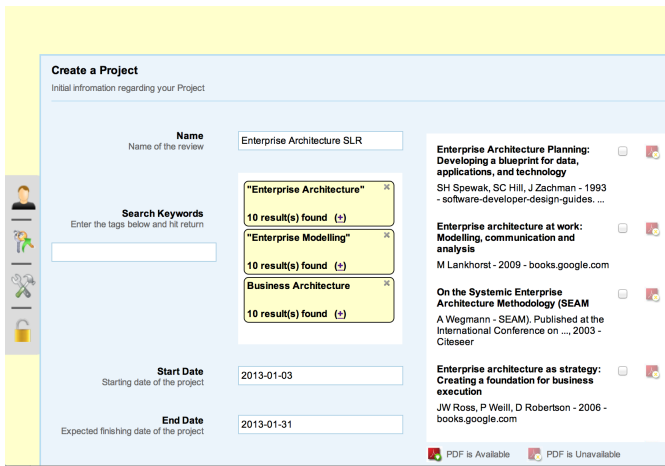 Create a Project
Initial infromation regarding your Project
Name
Name of the review
Enterprise Architecture SLR
Search Keywords
Enter the tags below and hit return
"Enterprise Architecture"
10 result(s) found (+)
"Enterprise Modelling"
10 result(s) found (+)
Business Architecture
10 result(s) found (+)
Start Date
Starting date of the project
2013-01-03
End Date
Expected finishing date of the project
2013-01-31
Enterprise Architecture Planning:
Developing a blueprint for data,
applications, and technology
SH Spewak, SC Hill, J Zachman - 1993
- software-developer-design-guides. ...
Enterprise architecture at work:
Modelling, communication and
analysis
M Lankhorst - 2009 - books.google.com
On the Systemic Enterprise
Architecture Methodology (SEAM
A Wegmann - SEAM). Published at the
International Conference on ..., 2003 -
Citeseer
Enterprise architecture as strategy:
Creating a foundation for business
execution
JW Ross, P Weill, D Robertson - 2006 -
books.google.com
PDF is Available
PDF is Unavailable